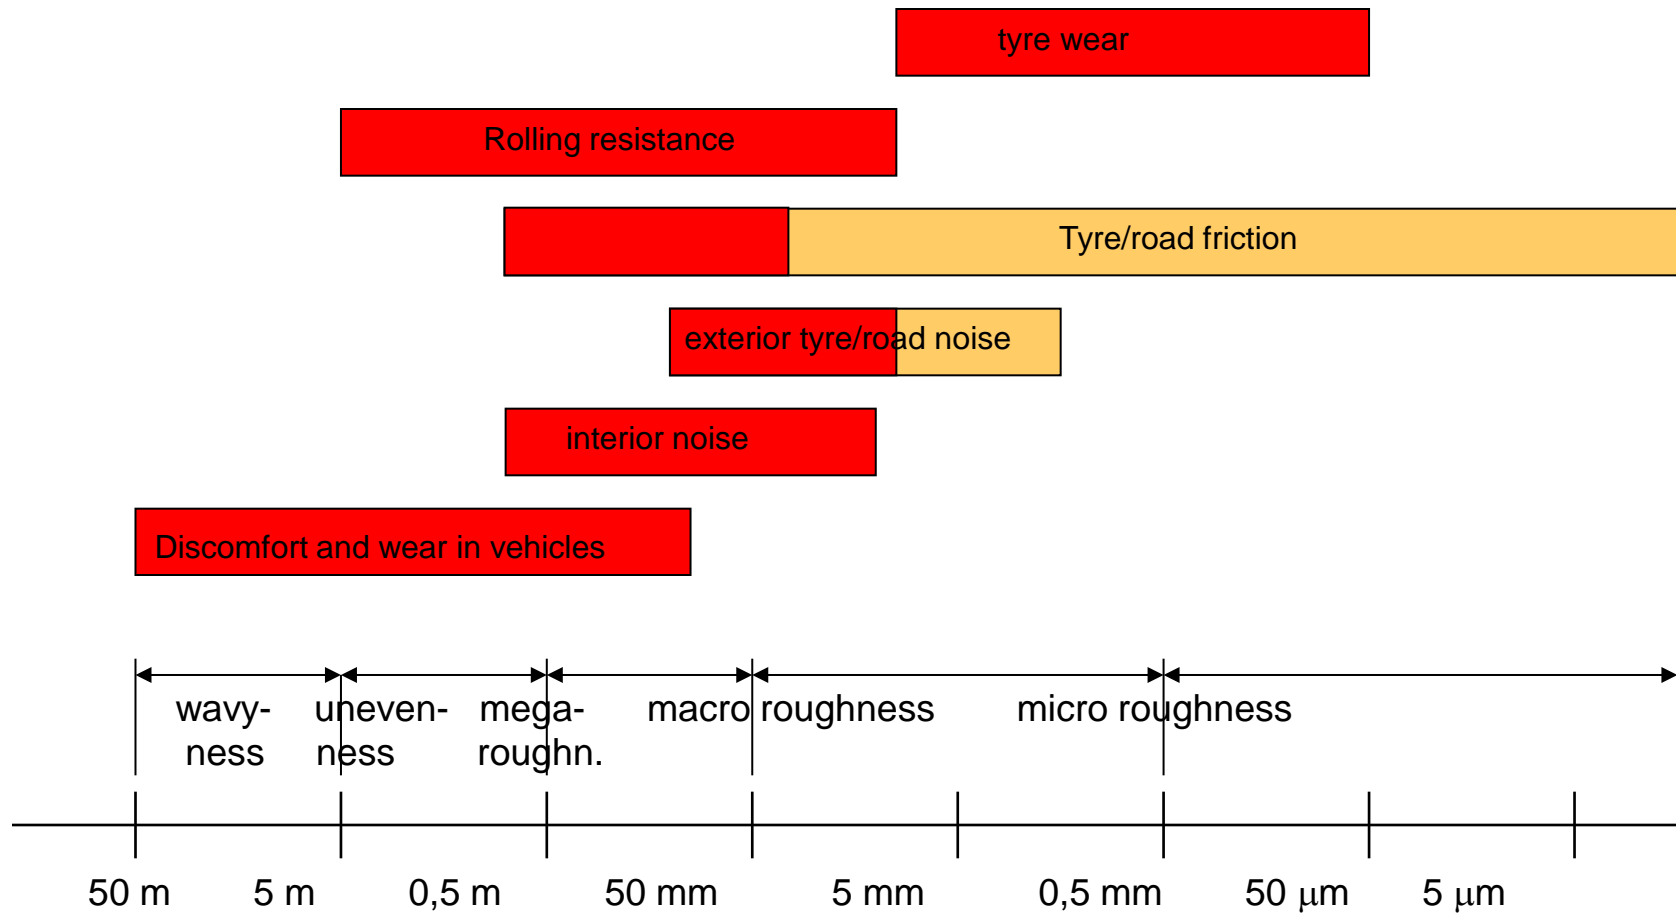 tyre wear
Rolling resistance
Tyre/road friction
exterior tyre/road noise
interior noise
Discomfort and wear in vehicles
wavy- uneven- mega- macro roughness micro roughness
ness ness roughn.
50 m 5 m 0,5 m 50 mm 5 mm 0,5 mm 50 μm 5 μm